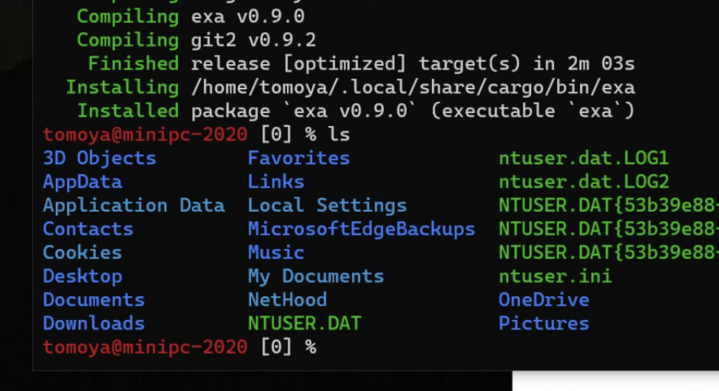 Compiling exa v0.9.0
Compiling git2 v0.9.2
Finished release [optimized] target(s) in 2m 03s
Installing /home/tomoya/.local/share/cargo/bin/exa
Installed package `exa v0.9.0` (executable `exa`)
tomoya@minipc-2020 [0] % ls
3D Objects Favorites ntuser.dat.LOG1
AppData Links ntuser.dat.LOG2
Application Data Local Settings NTUSER.DAT{53b39e88-
Contacts MicrosoftEdgeBackups NTUSER.DAT{53b39e88-
Cookies Music NTUSER.DAT{53b39e88-
Desktop My Documents ntuser.ini
Documents NetHood OneDrive
Downloads NTUSER.DAT Pictures
tomoya@minipc-2020 [0] %